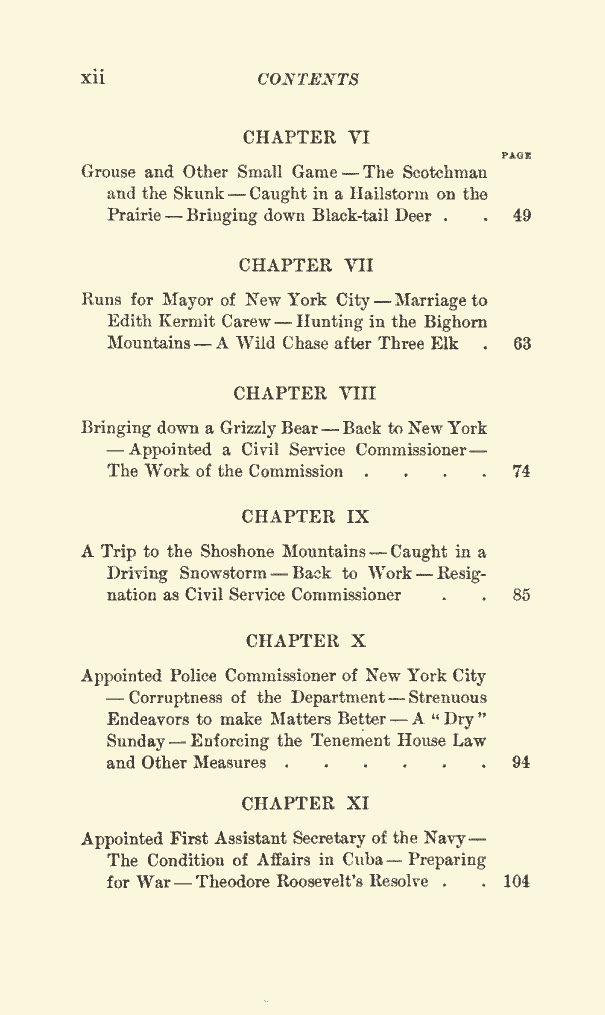 xii CONTENTS
CHAPTER VI
PAGE
Grouse and Other Small Game — The Scotchman
and the Skunk — Caught in a Hailstorm on the
Prairie — Bringing down Black-tail Deer . . 49
CHAPTER VII
Runs for Mayor of New York City — Marriage to
Edith Kermit Carew — Hunting in the Bighorn
Mountains — A Wild Chase after Three Elk . 63
CHAPTER VIII
Bringing down a Grizzly Bear — Back to New York
— Appointed a Civil Service Commissioner —
The Work of the Commission . . . . 74
CHAPTER IX
A Trip to the Shoshone Mountains — Caught in a
Driving Snowstorm — Back to Work — Resig-
nation as Civil Service Commissioner . . 85
CHAPTER X
Appointed Police Commissioner of New York City
— Corruptness of the Department — Strenuous
Endeavors to make Matters Better — A "Dry"
Sunday — Enforcing the Tenement House Law
and Other Measures . . . . . . 94
CHAPTER XI
Appointed First Assistant Secretary of the Navy —
The Condition of Affairs in Cuba — Preparing
for War — Theodore Roosevelt's Resolve . . 104